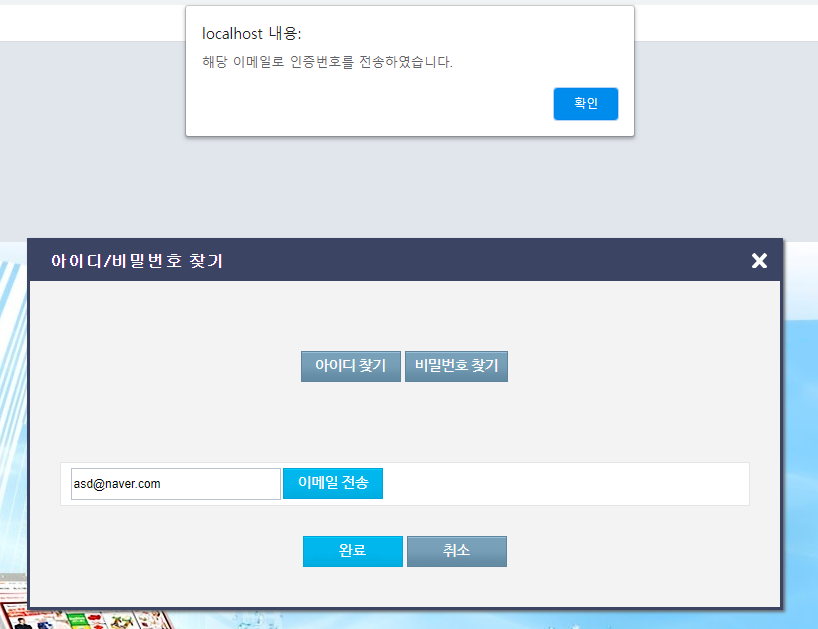 localhost 내용:
해당 이메일로 인증번호를 전송하였습니다.
확인
아이디/비밀번호 찾기
아이디 찾기 비밀번호 찾기
asd@naver.com 이메일 전송
완료 취소